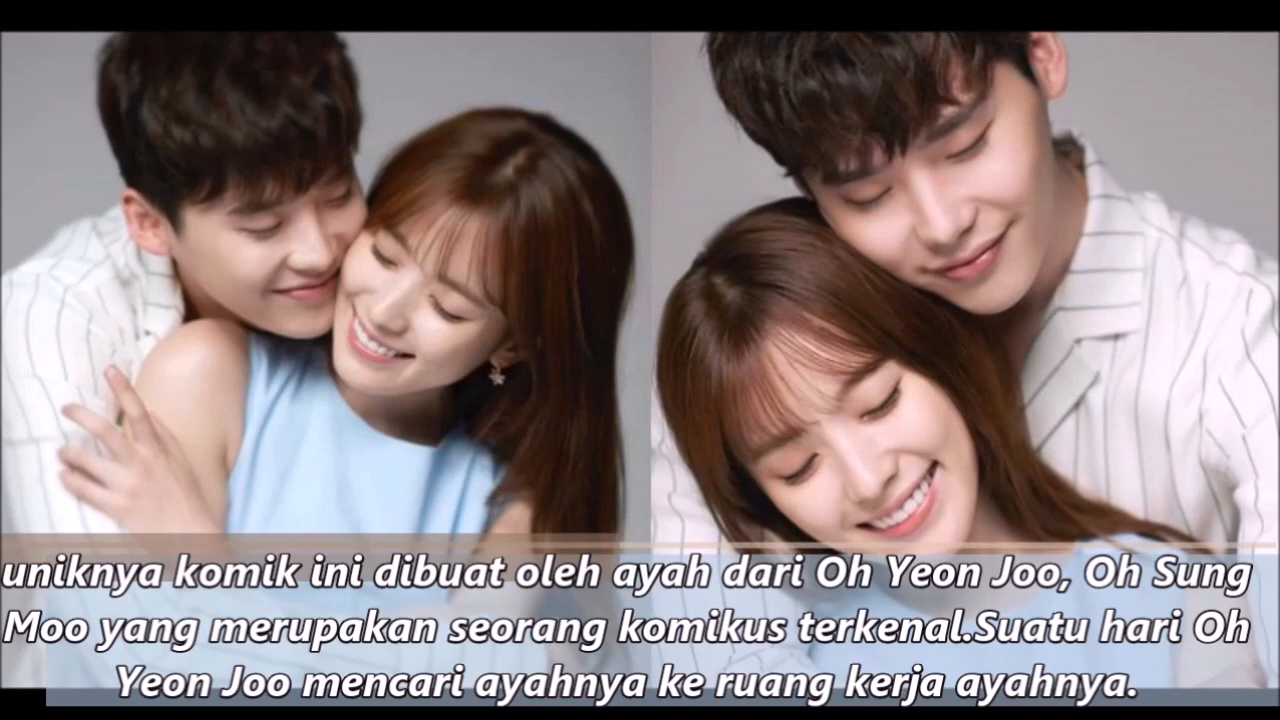 uniknya komik ini dibuat oleh ayah dari Oh Yeon Joo, Oh Sung
Moo yang merupakan seorang komikus terkenal.Suatu hari Oh
Yeon Joo mencari ayahnya ke ruang kerja ayahnya.